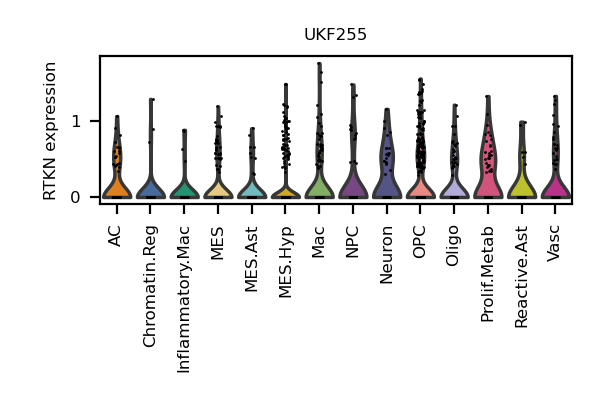 UKF255
RTKN expression
1
0
AC
Chromatin.Reg
Inflammatory.Mac
MES
MES.Ast
MES.Hyp
Mac
NPC
Neuron
OPC
Oligo
Prolif.Metab
Reactive.Ast
Vasc